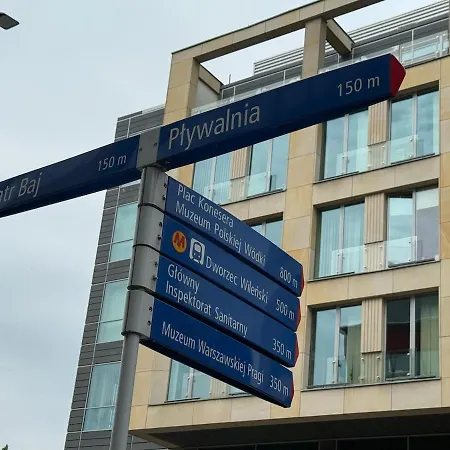 Pływalnia 150 m
atr Baj 150 m
Plac Konesera
Muzeum Polskiej Wódki 800 m
M Dworzec Wileński 500 m
Główny
Inspektorat Sanitarny 350 m
Muzeum Warszawskiej Pragi 350 m